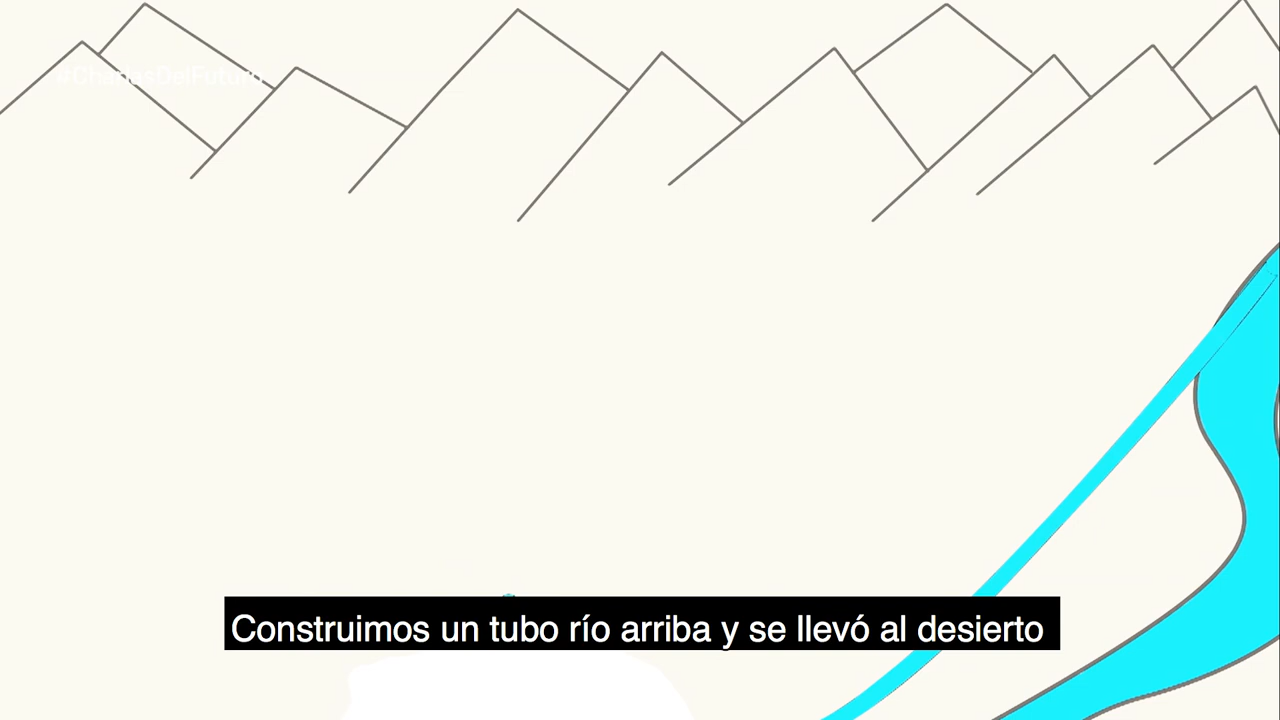 #CharlasDelFuturo
Construimos un tubo río arriba y se llevó al desierto